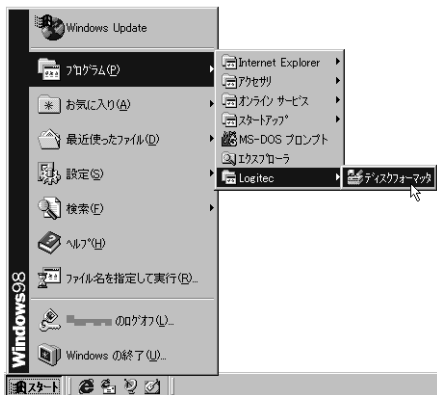 Windows Update
プログラム(P)
お気に入り(A)
最近使ったファイル(D)
設定(S)
検索(F)
ヘルプ(H)
ファイル名を指定して実行(R)...
のログオフ(L)...
Windows の終了(U)...
Windows98
スタート
Internet Explorer
アクセサリ
オンライン サービス
スタートアップ
MS-DOS プロンプト
エクスプローラ
Logitec
ディスクフォーマッタ